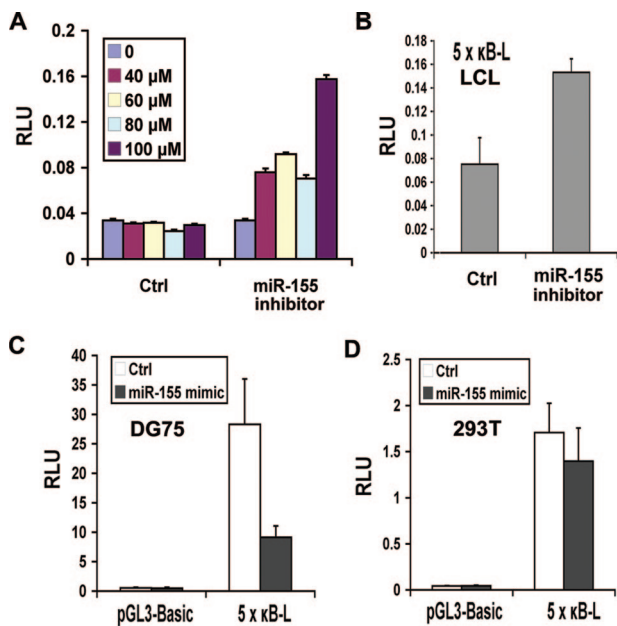 A
0.2
0.16
0.12
0.08
0.04
0
RLU
0
40 µM
60 µM
80 µM
100 µM
Ctrl
miR-155
inhibitor
B
0.18
0.16
0.14
0.12
0.1
0.08
0.06
0.04
0.02
0
RLU
5 x κB-L
LCL
Ctrl
miR-155
inhibitor
C
40
35
30
25
20
15
10
5
0
RLU
Ctrl
miR-155 mimic
DG75
pGL3-Basic
5 x κB-L
D
2.5
2
1.5
1
0.5
0
RLU
Ctrl
miR-155 mimic
293T
pGL3-Basic
5 x κB-L